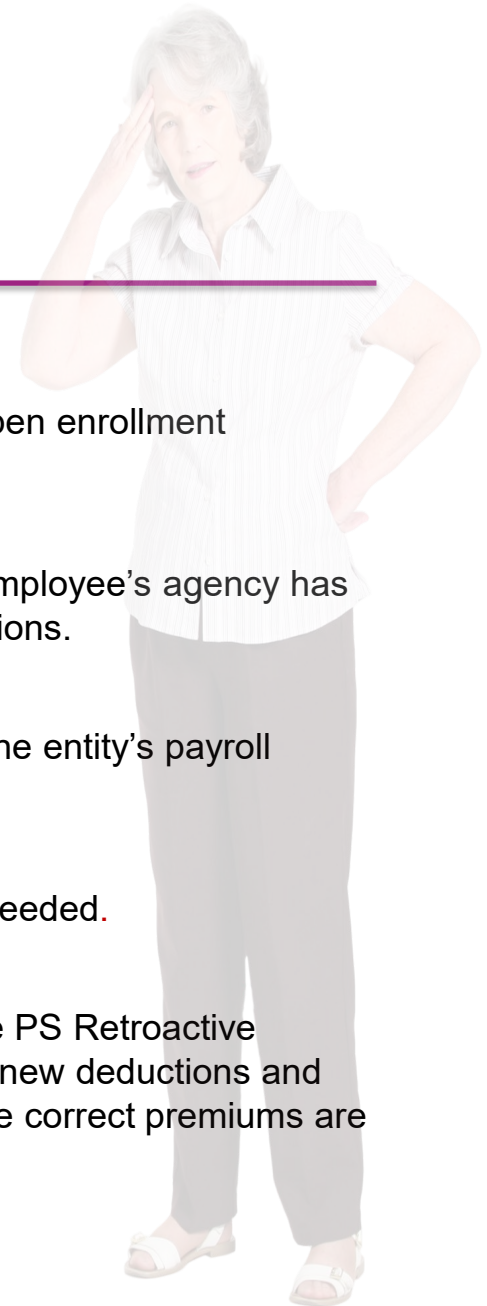 pen enrollment
mployee's agency has
ions.
he entity's payroll
eeded.
e PS Retroactive
new deductions and
e correct premiums are